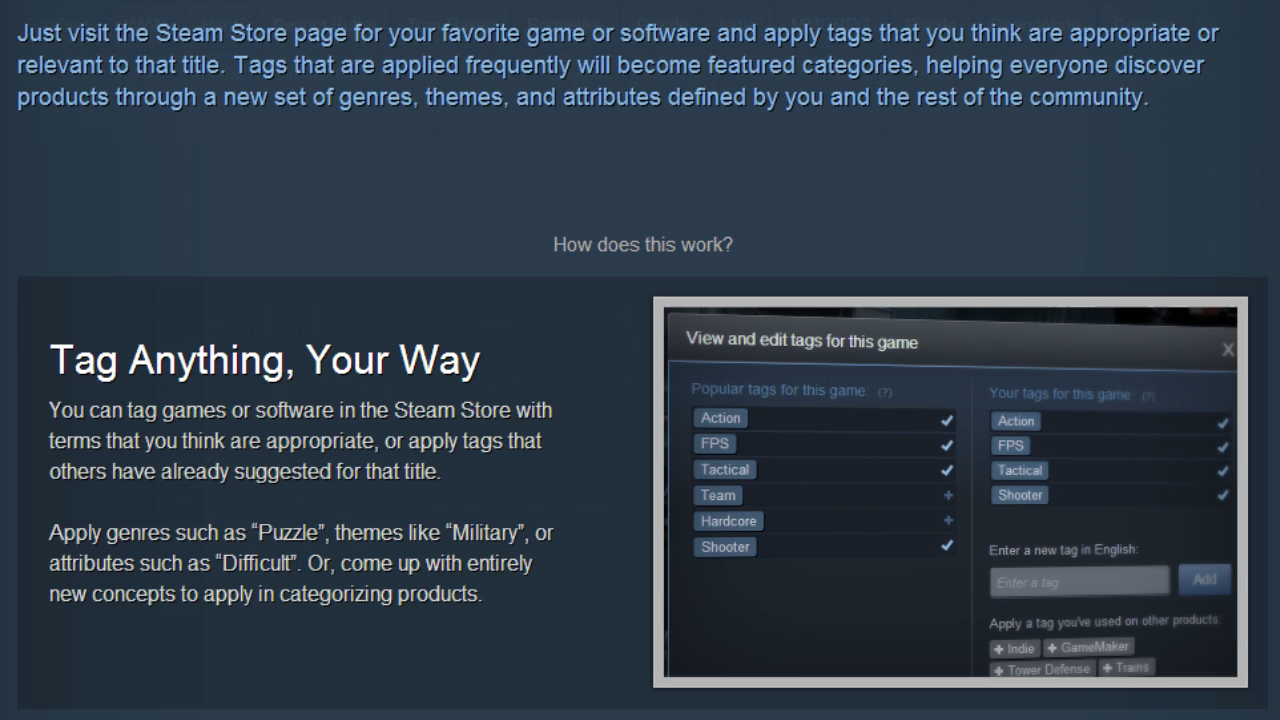 Just visit the Steam Store page for your favorite game or software and apply tags that you think are appropriate or
relevant to that title. Tags that are applied frequently will become featured categories, helping everyone discover
products through a new set of genres, themes, and attributes defined by you and the rest of the community.
How does this work?
Tag Anything, Your Way
You can tag games or software in the Steam Store with
terms that you think are appropriate, or apply tags that
others have already suggested for that title.
Apply genres such as “Puzzle”, themes like “Military”, or
attributes such as “Difficult”. Or, come up with entirely
new concepts to apply in categorizing products.
View and edit tags for this game
X
Popular tags for this game: (?)
Action
FPS
Tactical
Team
Hardcore
Shooter
Your tags for this game: (?)
Action
FPS
Tactical
Shooter
Enter a new tag in English:
Enter a tag
Add
Apply a tag you've used on other products:
+ Indie + GameMaker
+ Tower Defense + Trains